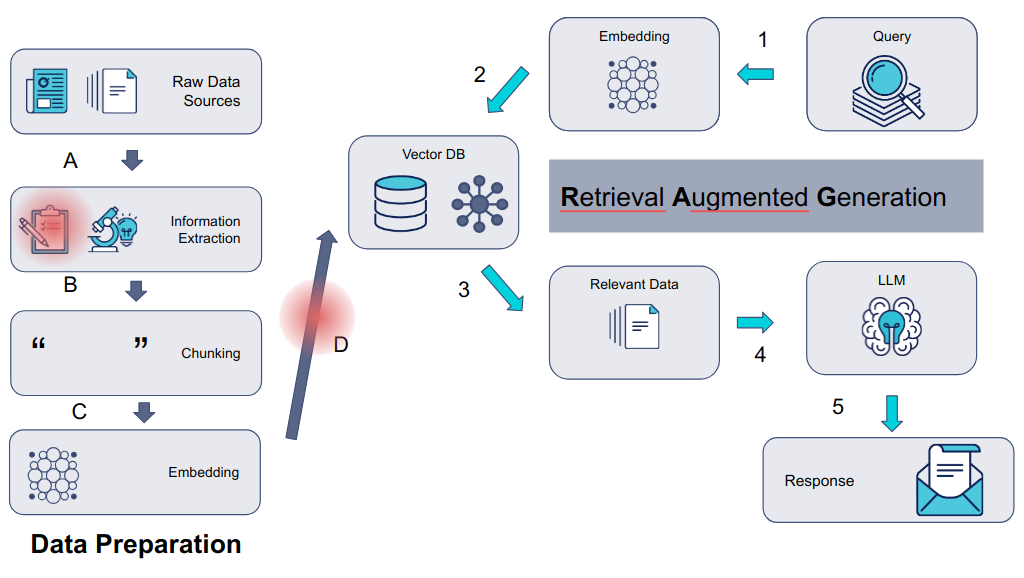 Raw Data
Sources
A
Information
Extraction
B
“ ” Chunking
C
Embedding
Data Preparation
D
Vector DB
Query
1
Embedding
2
Retrieval Augmented Generation
3
Relevant Data
4
LLM
5
Response